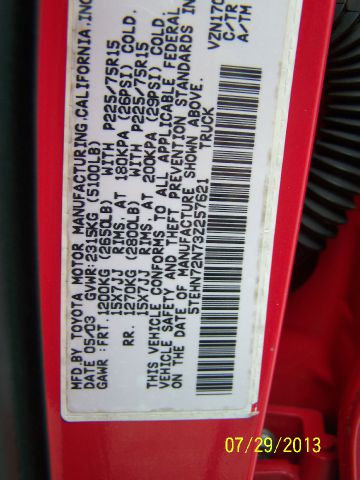 MFD BY TOYOTA MOTOR MANUFACTURING CALIFORNIA. INC
DATE 05/03 GVWR: 2315KG (5100LB)
GAWR : FRT. 1200KG (2650LB) WITH P225/75R15
15X7JJ RIMS, AT 180KPA (26PSI) COLD.
RR. 1270KG (2800LB) WITH P225/75R15
15X7JJ RIMS, AT 200KPA (29PSI) COLD.
THIS VEHICLE CONFORMS TO ALL APPLICABLE FEDERAL
VEHICLE SAFETY AND THEFT PREVENTION STANDARDS IN
DATE OF MANUFACTURE SHOWN ABOVE.
5TEHN72N73Z257621 TRUCK
VZN170
C/TR
A/TM
07/29/2013